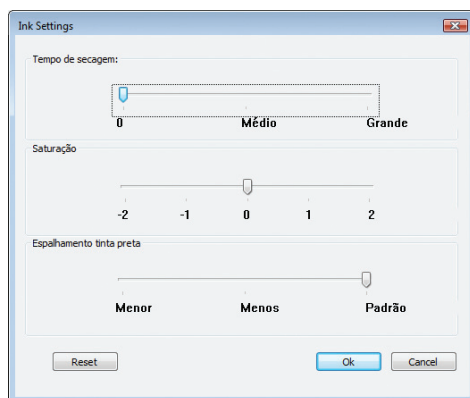 Ink Settings
Tempo de secagem:
0 Médio Grande
Saturação
-2 -1 0 1 2
Espalhamento tinta preta
Menor Menos Padrão
Reset Ok Cancel